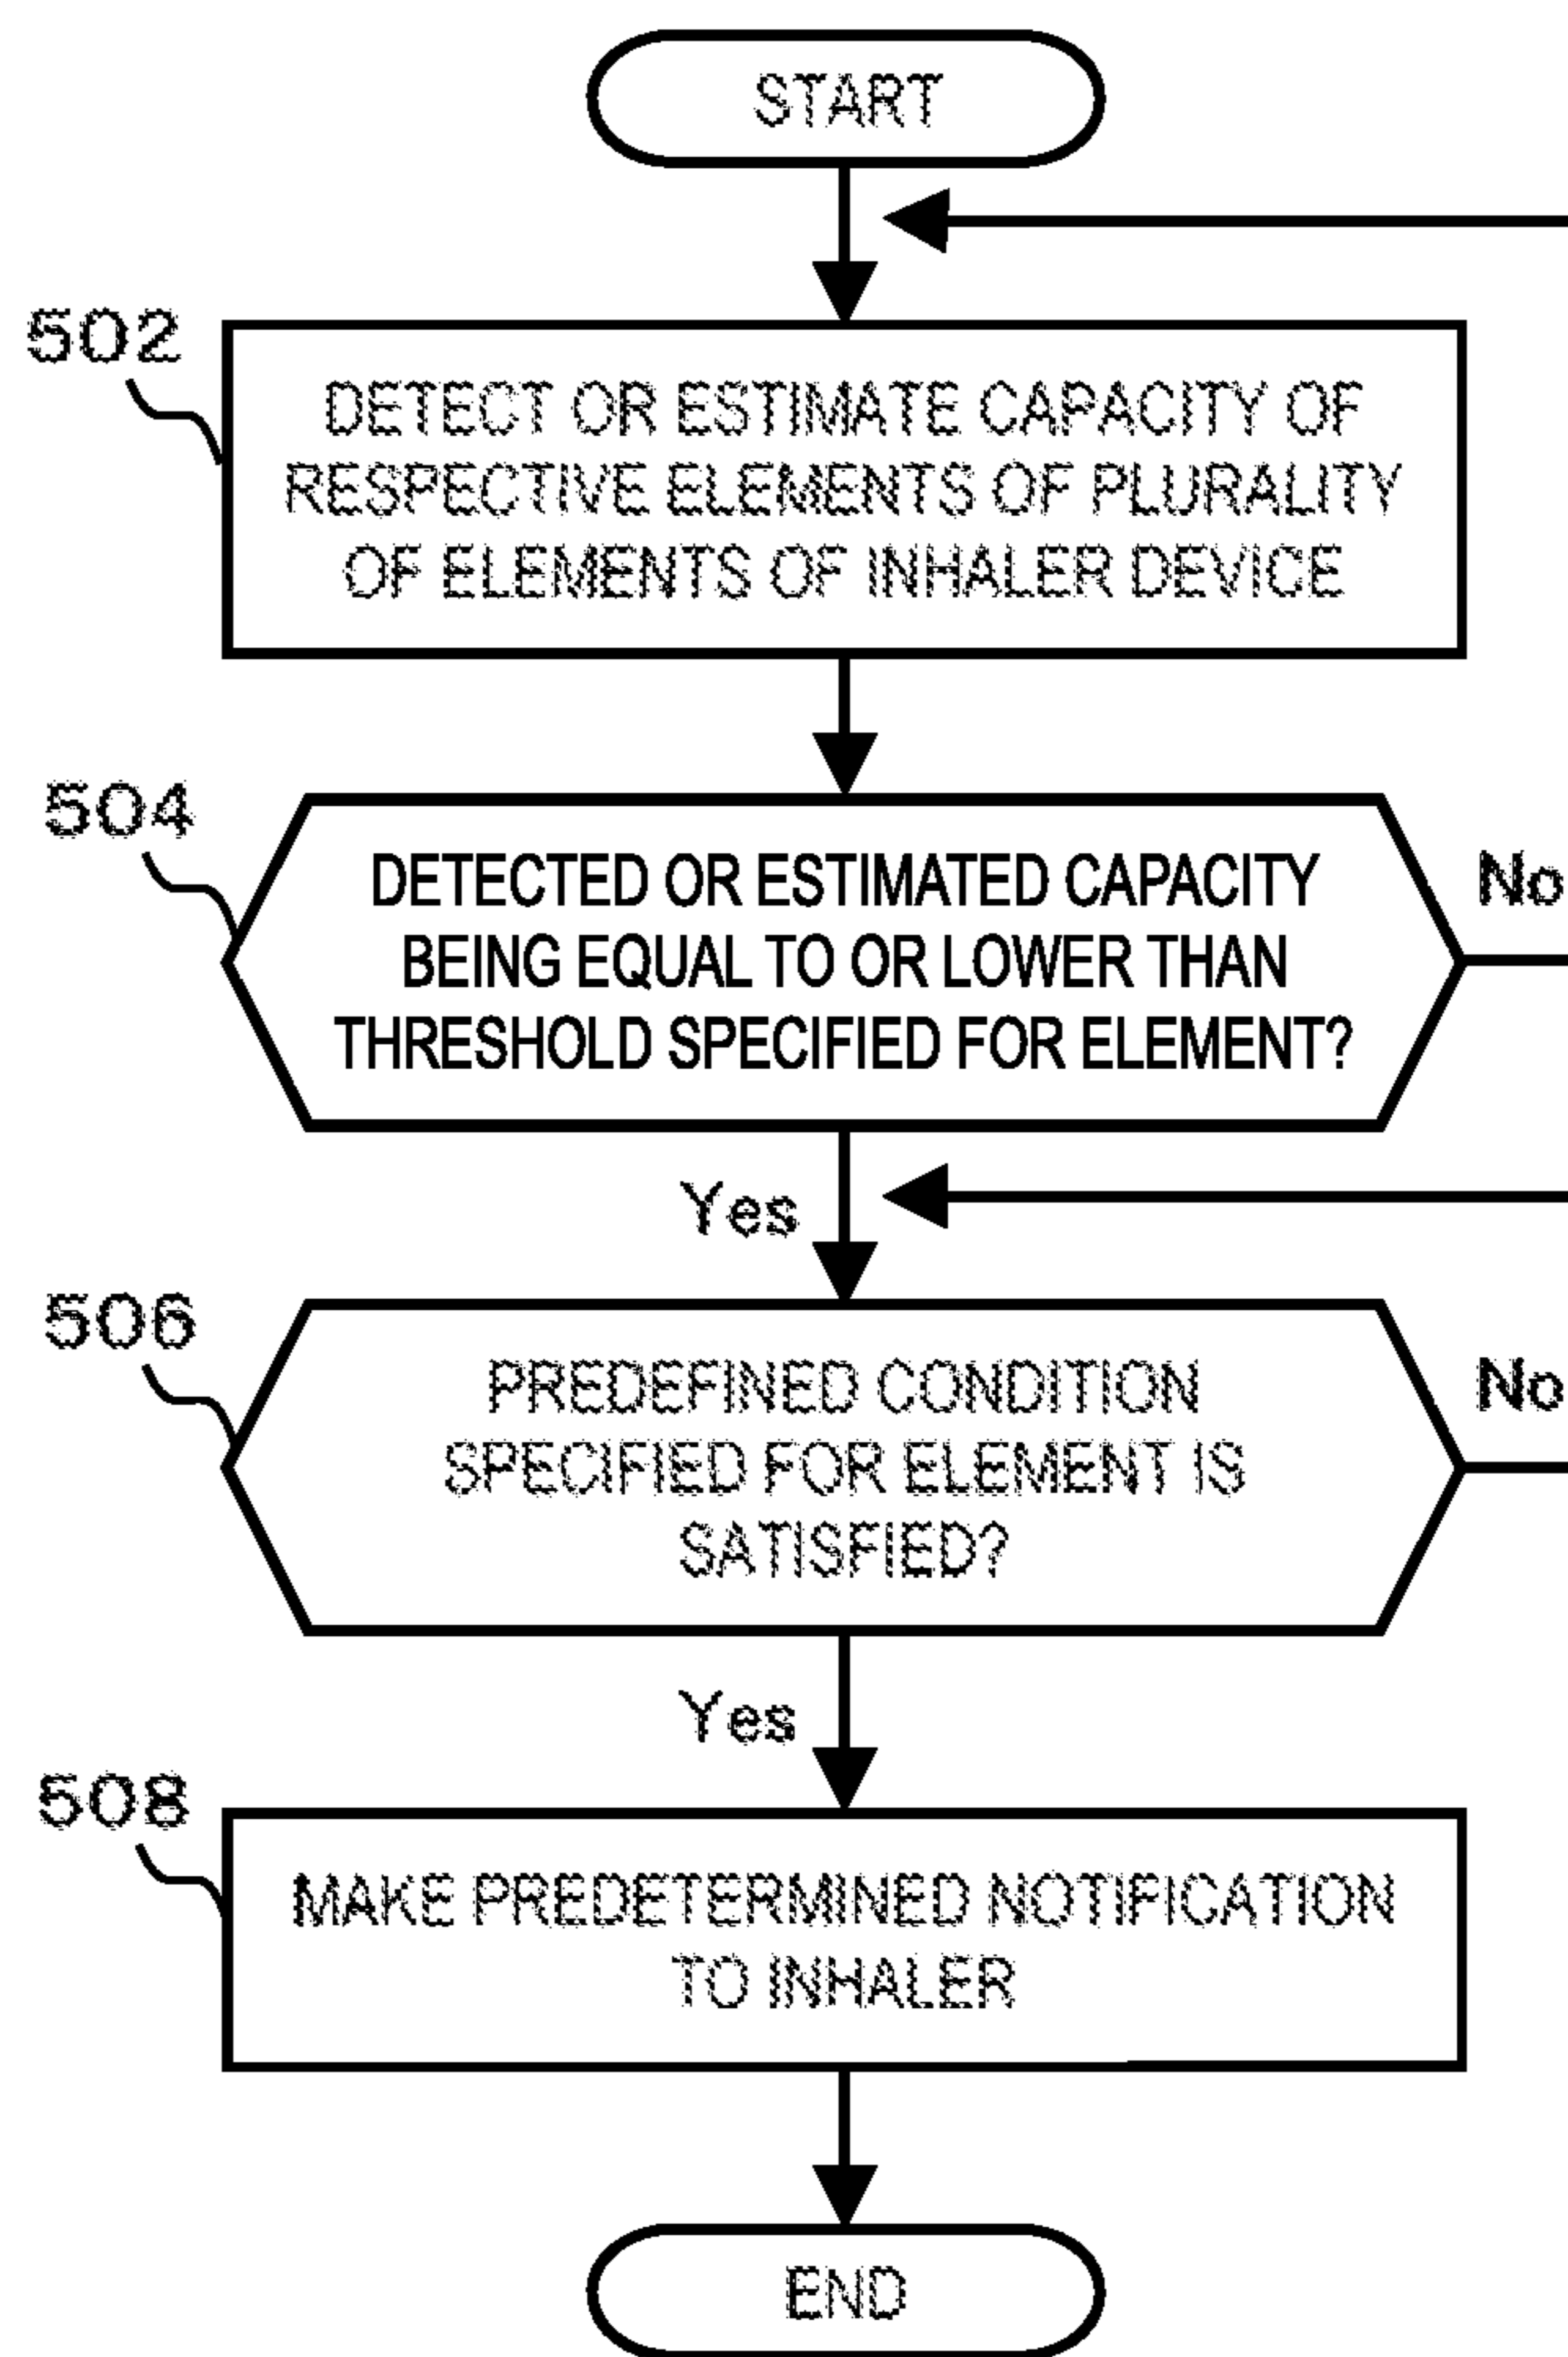 START
502
DETECT OR ESTIMATE CAPACITY OF
RESPECTIVE ELEMENTS OF PLURALITY
OF ELEMENTS OF INHALER DEVICE
504
DETECTED OR ESTIMATED CAPACITY
BEING EQUAL TO OR LOWER THAN
THRESHOLD SPECIFIED FOR ELEMENT?
No
Yes
506
PREDEFINED CONDITION
SPECIFIED FOR ELEMENT IS
SATISFIED?
No
Yes
508
MAKE PREDETERMINED NOTIFICATION
TO INHALER
END